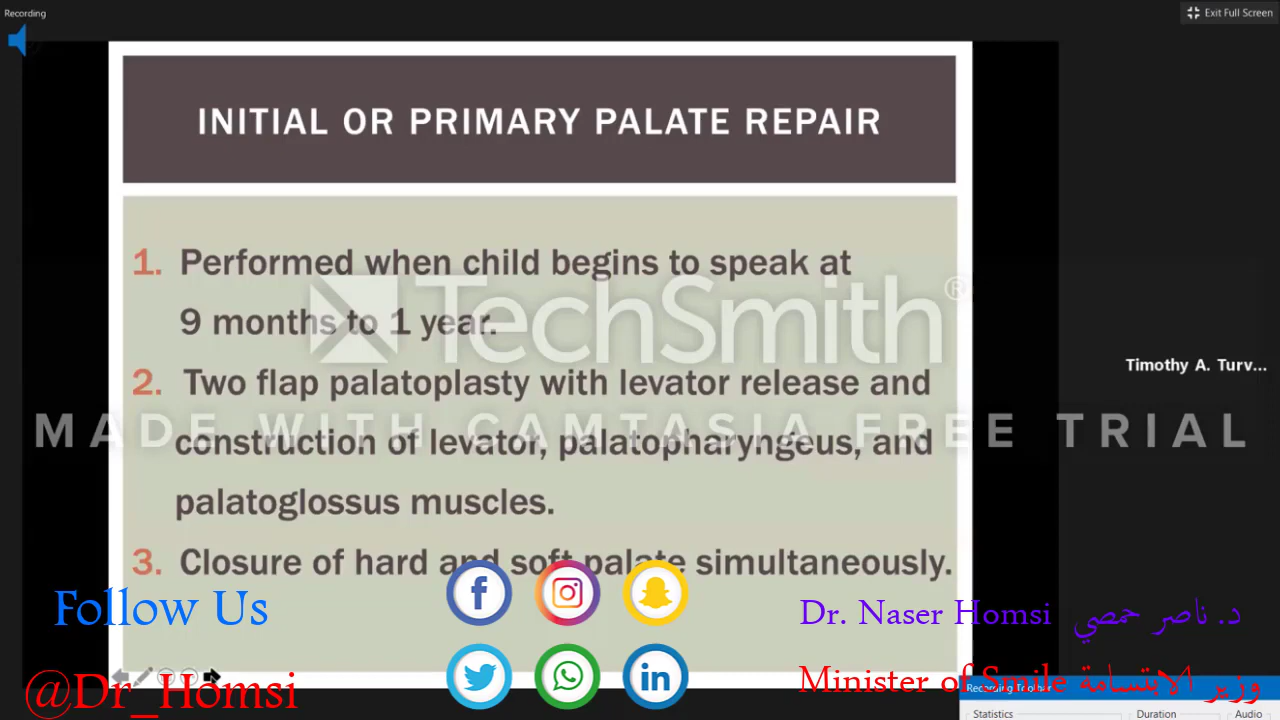 Recording
Exit Full Screen
INITIAL OR PRIMARY PALATE REPAIR
1. Performed when child begins to speak at
9 months to 1 year.
TechSmith®
2. Two flap palatoplasty with levator release and
Timothy A. Turv...
MADE WITH CAMTASIA FREE TRIAL
construction of levator, palatopharyngeus, and
palatoglossus muscles.
3. Closure of hard and soft palate simultaneously.
Follow Us
Dr. Naser Homsi د. ناصر حمصي
@Dr_Homsi
Minister of Smile وزير الابتسامة
Recording Toolbar
Statistics
Duration
Audio